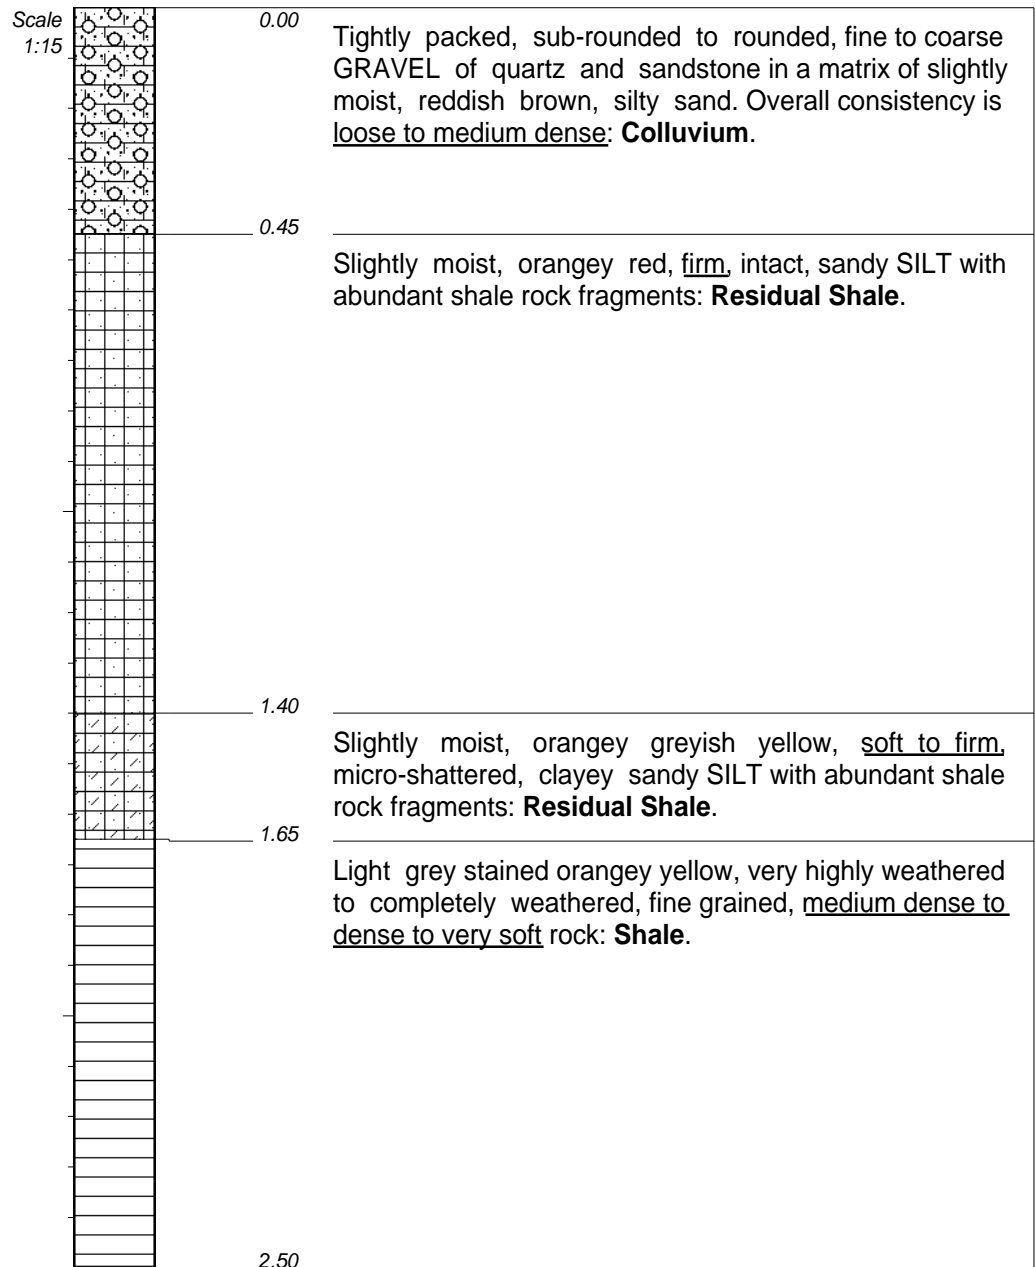 Scale
1:15
0.00
Tightly packed, sub-rounded to rounded, fine to coarse
GRAVEL of quartz and sandstone in a matrix of slightly
moist, reddish brown, silty sand. Overall consistency is
loose to medium dense: Colluvium.
0.45
Slightly moist, orangey red, firm, intact, sandy SILT with
abundant shale rock fragments: Residual Shale.
1.40
Slightly moist, orangey greyish yellow, soft to firm,
micro-shattered, clayey sandy SILT with abundant shale
rock fragments: Residual Shale.
1.65
Light grey stained orangey yellow, very highly weathered
to completely weathered, fine grained, medium dense to
dense to very soft rock: Shale.
2.50